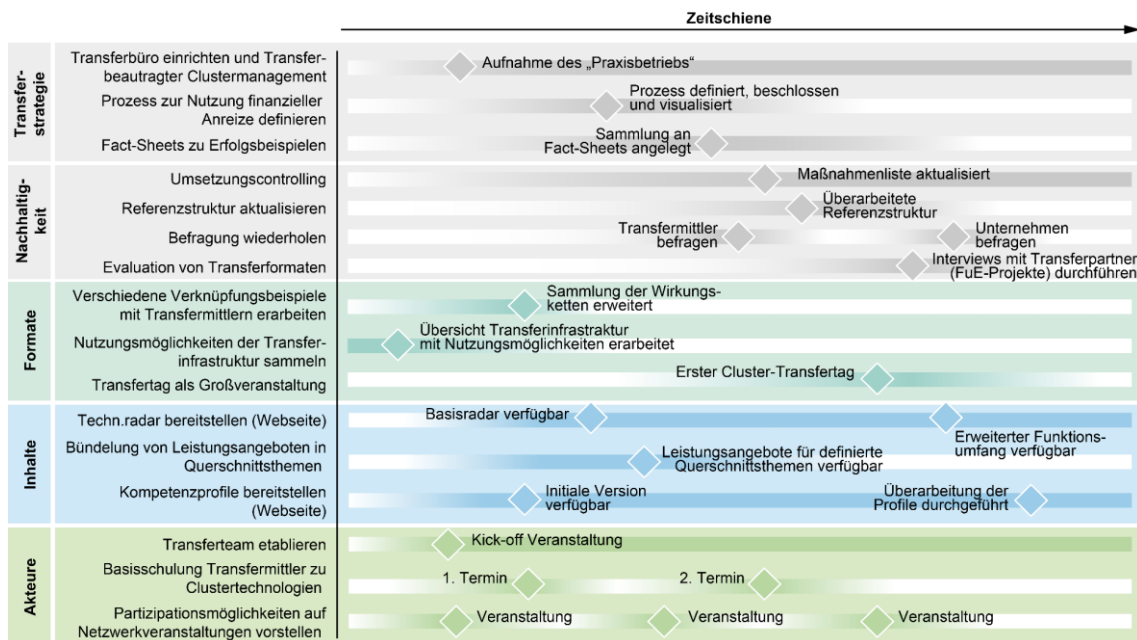 Zeitschiene
Transfer-
strategie
Transferbüro einrichten und Transfer-
beautragter Clustermanagement
Aufnahme des „Praxisbetriebs“
Prozess zur Nutzung finanzieller
Anreize definieren
Prozess definiert, beschlossen
und visualisiert
Fact-Sheets zu Erfolgsbeispielen
Sammlung an
Fact-Sheets angelegt
Nachhaltig-
keit
Umsetzungscontrolling
Maßnahmenliste aktualisiert
Referenzstruktur aktualisieren
Überarbeitete
Referenzstruktur
Befragung wiederholen
Transfermittler
befragen
Unternehmen
befragen
Evaluation von Transferformaten
Interviews mit Transferpartner
(FuE-Projekte) durchführen
Formate
Verschiedene Verknüpfungsbeispiele
mit Transfermittlern erarbeiten
Sammlung der Wirkungs-
ketten erweitert
Nutzungsmöglichkeiten der Transfer-
infrastruktur sammeln
Übersicht Transferinfrastraktur
mit Nutzungsmöglichkeiten erarbeitet
Transfertag als Großveranstaltung
Erster Cluster-Transfertag
Inhalte
Techn.radar bereitstellen (Webseite)
Basisradar verfügbar
Erweiterter Funktions-
umfang verfügbar
Bündelung von Leistungsangeboten in
Querschnittsthemen
Leistungsangebote für definierte
Querschnittsthemen verfügbar
Kompetenzprofile bereitstellen
(Webseite)
Initiale Version
verfügbar
Überarbeitung der
Profile durchgeführt
Akteure
Transferteam etablieren
Kick-off Veranstaltung
Basisschulung Transfermittler zu
Clustertechnologien
1. Termin
2. Termin
Partizipationsmöglichkeiten auf
Netzwerkveranstaltungen vorstellen
Veranstaltung
Veranstaltung
Veranstaltung